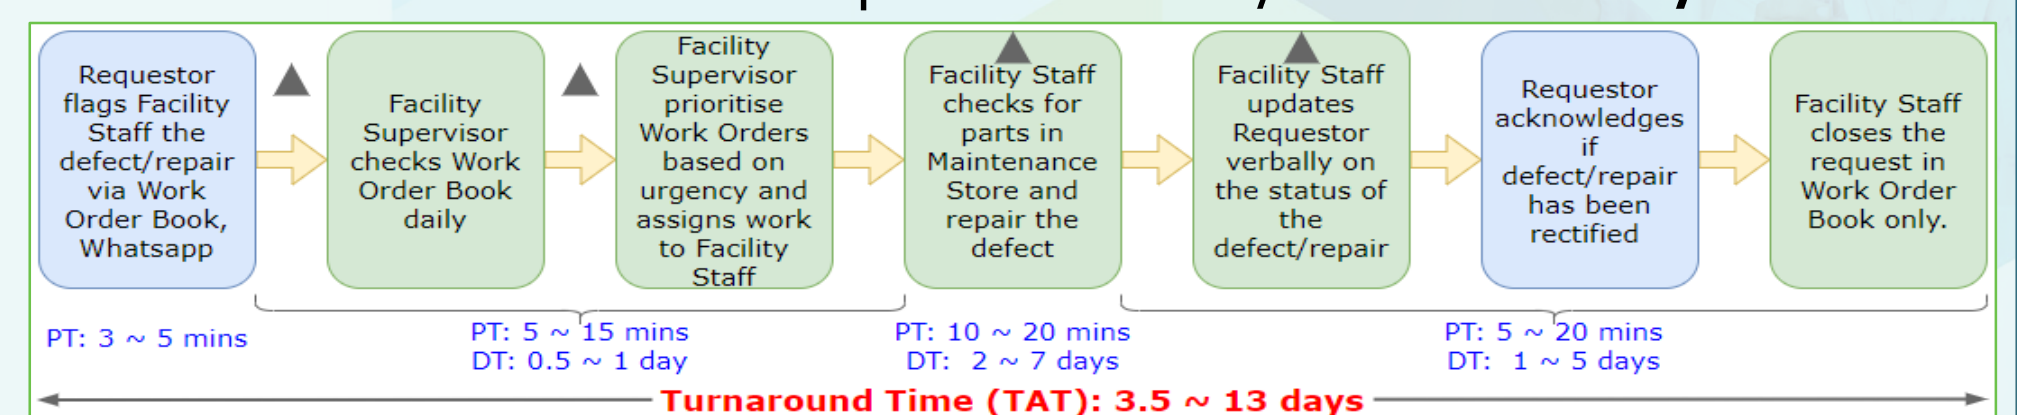 Requestor
flags Facility
Staff the
defect/repair
via Work
Order Book,
Whatsapp
Facility
Supervisor
checks Work
Order Book
daily
Facility
Supervisor
prioritise
Work Orders
based on
urgency and
assigns work
to Facility
Staff
Facility Staff
checks for
parts in
Maintenance
Store and
repair the
defect
Facility Staff
updates
Requestor
verbally on
the status of
the
defect/repair
Requestor
acknowledges
if
defect/repair
has been
rectified
Facility Staff
closes the
request in
Work Order
Book only.
PT: 3 ~ 5 mins
PT: 5 ~ 15 mins
DT: 0.5 ~ 1 day
PT: 10 ~ 20 mins
DT: 2 ~ 7 days
PT: 5 ~ 20 mins
DT: 1 ~ 5 days
Turnaround Time (TAT): 3.5 ~ 13 days